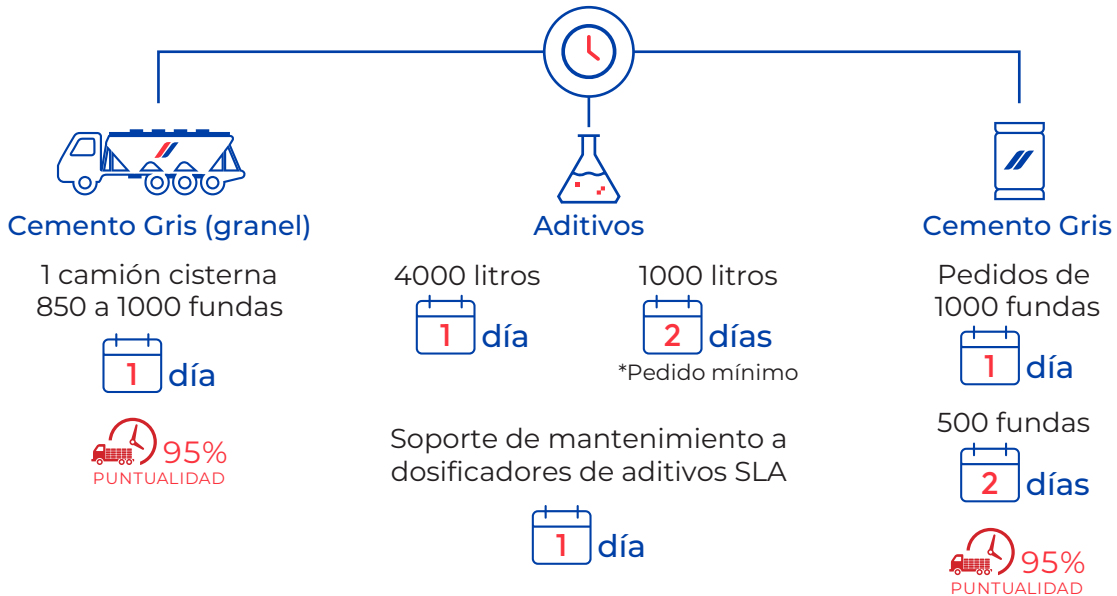 Cemento Gris (granel)
1 camión cisterna
850 a 1000 fundas
1 día
95%
PUNTUALIDAD
Aditivos
4000 litros
1 día
1000 litros
2 días
*Pedido mínimo
Soporte de mantenimiento a
dosificadores de aditivos SLA
1 día
Cemento Gris
Pedidos de
1000 fundas
1 día
500 fundas
2 días
95%
PUNTUALIDAD